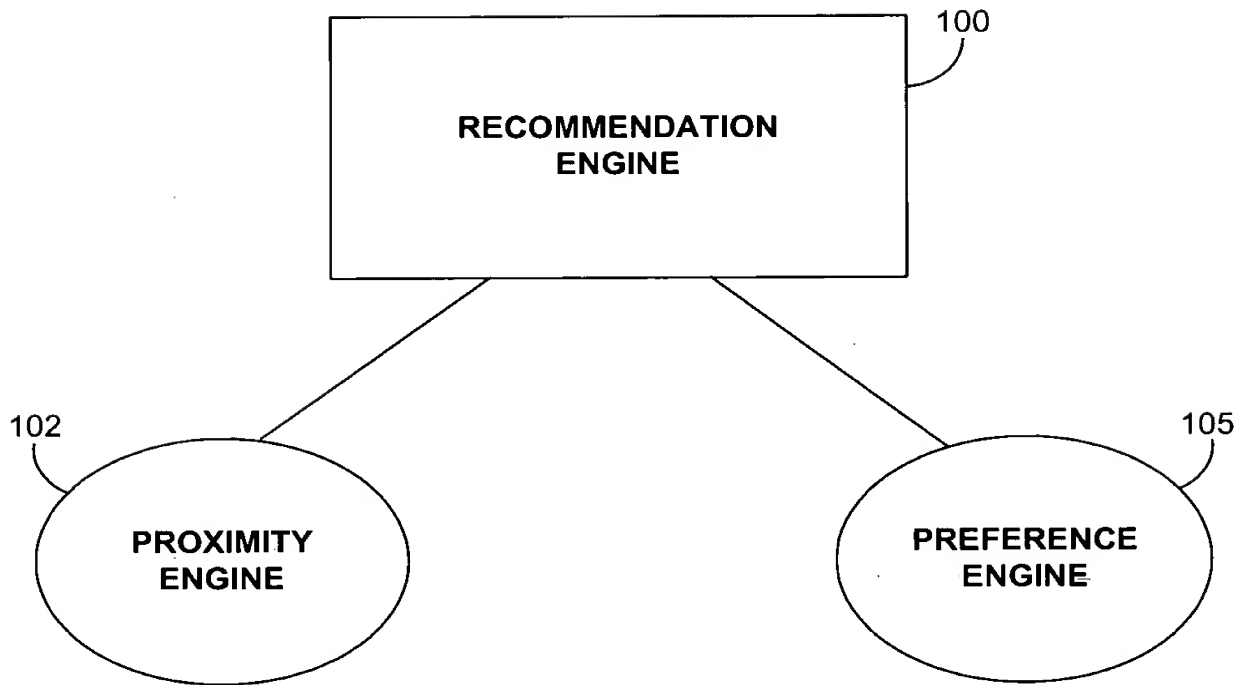 100
RECOMMENDATION
ENGINE
102
105
PROXIMITY
ENGINE
PREFERENCE
ENGINE